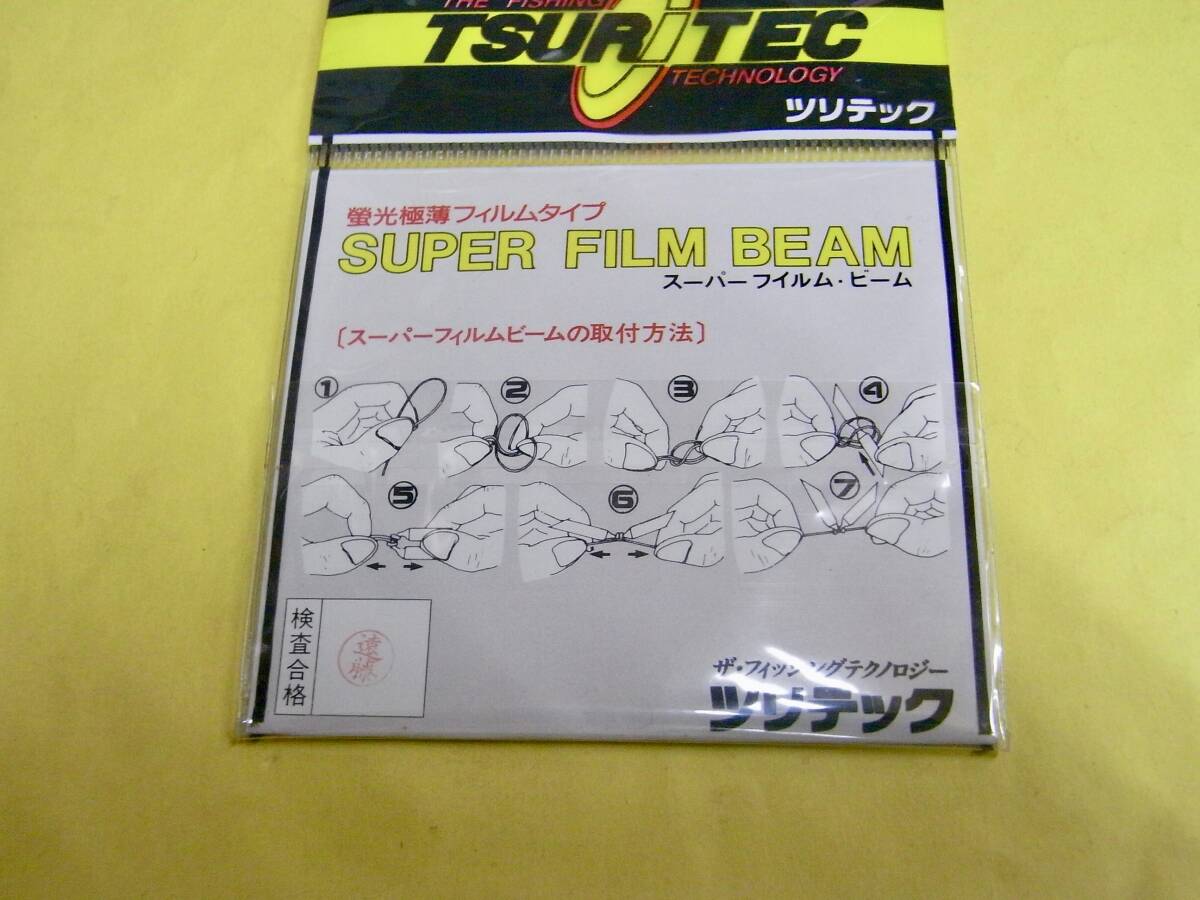 THE FISHING
TSURITEC
TECHNOLOGY
ツリテック
螢光極薄フィルムタイプ
SUPER FILM BEAM
スーパーフイルム・ビーム
〔スーパーフィルムビームの取付方法〕
①
②
③
④
⑤
⑥
⑦
検査合格
遠藤
ザ・フィッシングテクノロジー
ツリテック